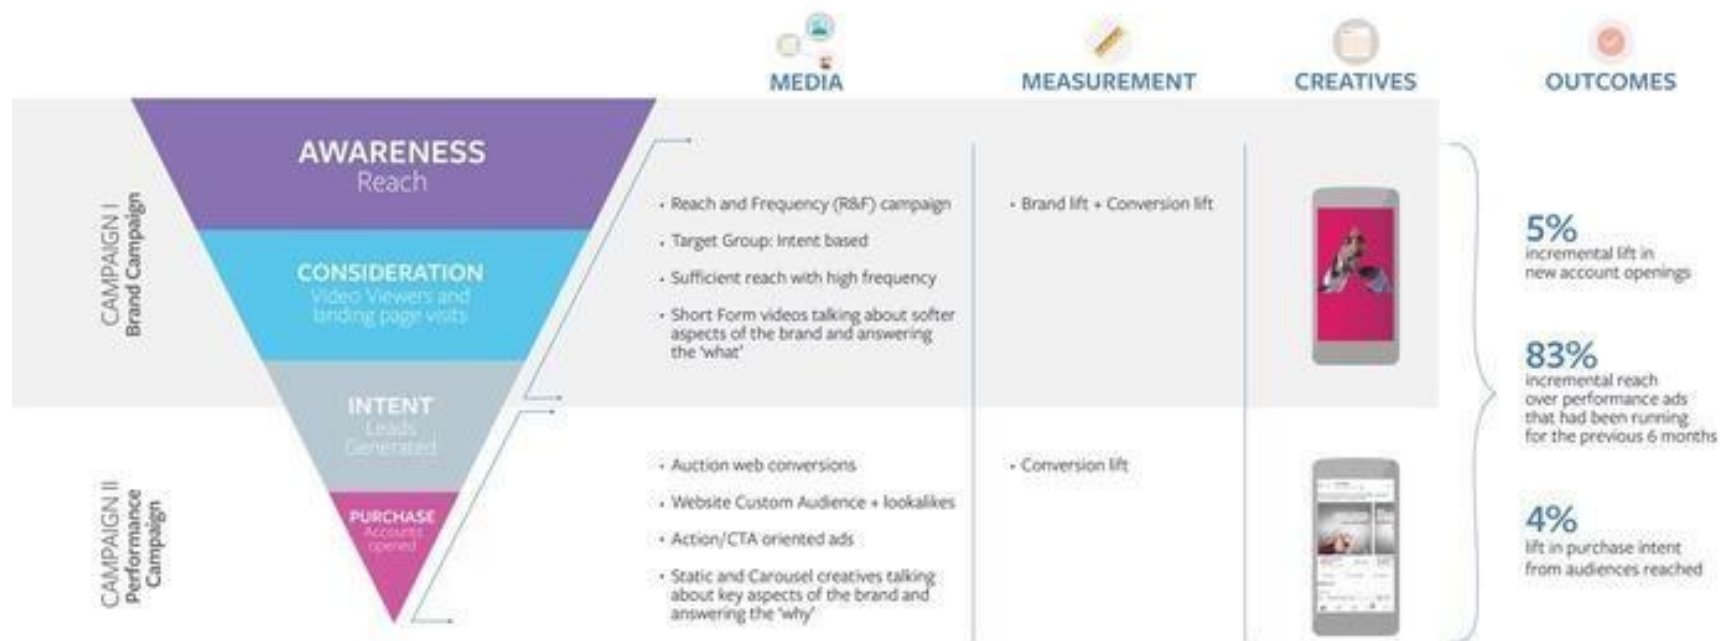 MEDIA
MEASUREMENT
CREATIVES
OUTCOMES
CAMPAIGN I
Brand Campaign
AWARENESS
Reach
CONSIDERATION
Video Viewers and
landing page visits
INTENT
Leads
Generated
• Reach and Frequency (R&F) campaign
• Target Group: Intent based
• Sufficient reach with high frequency
• Short Form videos talking about softer
aspects of the brand and answering
the 'what'
• Brand lift + Conversion lift
CAMPAIGN II
Performance
Campaign
PURCHASE
Accounts
opened
• Auction web conversions
• Website Custom Audience + lookalikes
• Action/CTA oriented ads
• Static and Carousel creatives talking
about key aspects of the brand and
answering the 'why'
• Conversion lift
5%
incremental lift in
new account openings
83%
incremental reach
over performance ads
that had been running
for the previous 6 months
4%
lift in purchase intent
from audiences reached